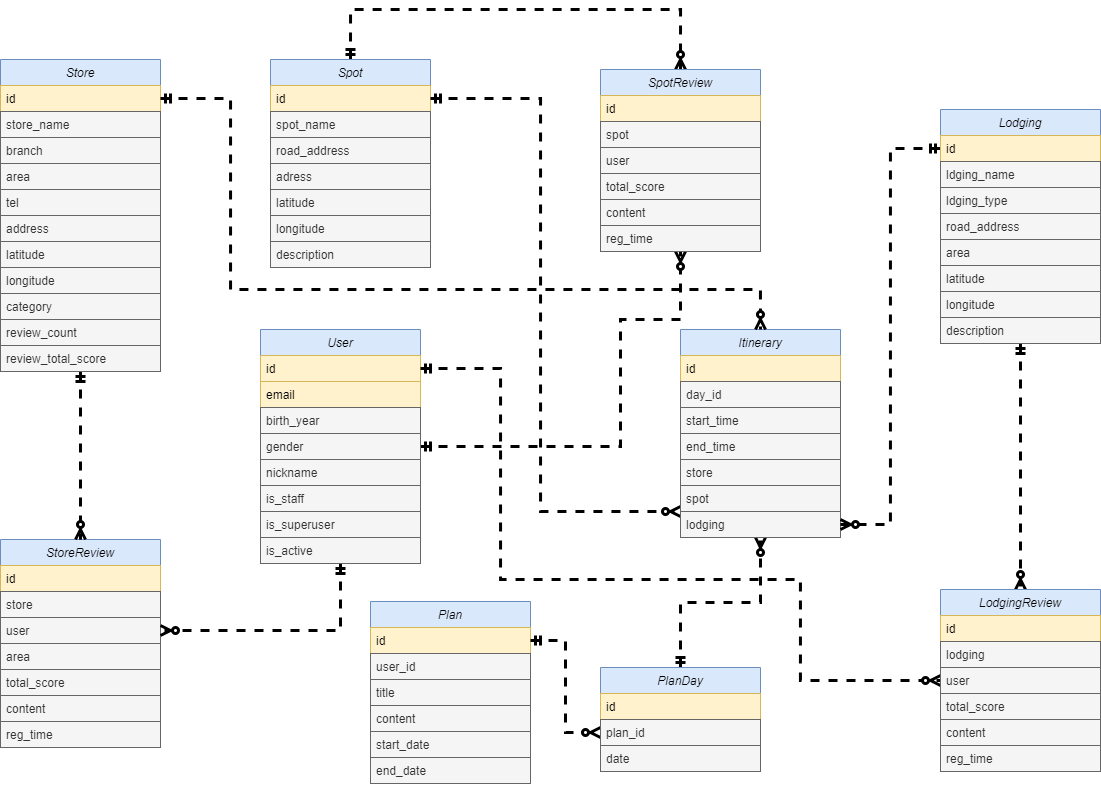 Store
id
store_name
branch
area
tel
address
latitude
longitude
category
review_count
review_total_score
Spot
id
spot_name
road_address
adress
latitude
longitude
description
SpotReview
id
spot
user
total_score
content
reg_time
Lodging
id
ldging_name
ldging_type
road_address
area
latitude
longitude
description
User
id
email
birth_year
gender
nickname
is_staff
is_superuser
is_active
Itinerary
id
day_id
start_time
end_time
store
spot
lodging
StoreReview
id
store
user
area
total_score
content
reg_time
Plan
id
user_id
title
content
start_date
end_date
PlanDay
id
plan_id
date
LodgingReview
id
lodging
user
total_score
content
reg_time